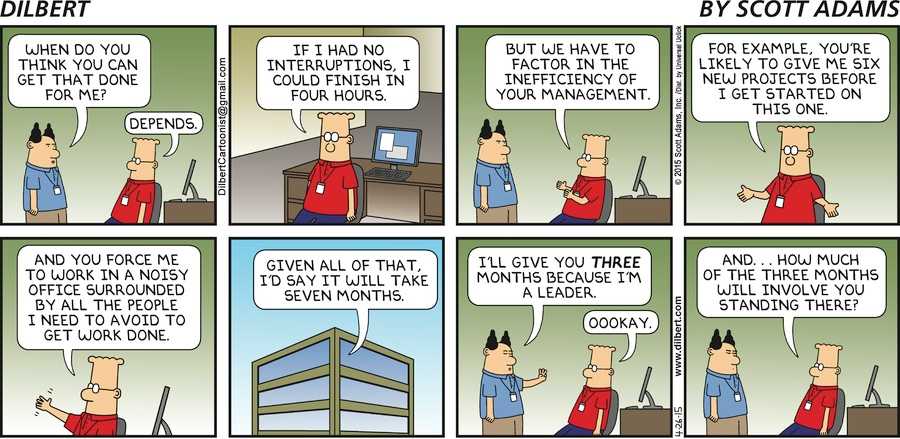 DILBERT
BY SCOTT ADAMS
WHEN DO YOU
THINK YOU CAN
GET THAT DONE
FOR ME?
DEPENDS.
DilbertCartoonist@gmail.com
IF I HAD NO
INTERRUPTIONS, I
COULD FINISH IN
FOUR HOURS.
BUT WE HAVE TO
FACTOR IN THE
INEFFICIENCY OF
YOUR MANAGEMENT.
© 2015 Scott Adams, Inc. /Dist. by Universal Uclick
FOR EXAMPLE, YOU'RE
LIKELY TO GIVE ME SIX
NEW PROJECTS BEFORE
I GET STARTED ON
THIS ONE.
AND YOU FORCE ME
TO WORK IN A NOISY
OFFICE SURROUNDED
BY ALL THE PEOPLE
I NEED TO AVOID TO
GET WORK DONE.
GIVEN ALL OF THAT,
I'D SAY IT WILL TAKE
SEVEN MONTHS.
I'LL GIVE YOU THREE
MONTHS BECAUSE I'M
A LEADER.
OOOKAY.
4-26-15 www.dilbert.com
AND... HOW MUCH
OF THE THREE MONTHS
WILL INVOLVE YOU
STANDING THERE?